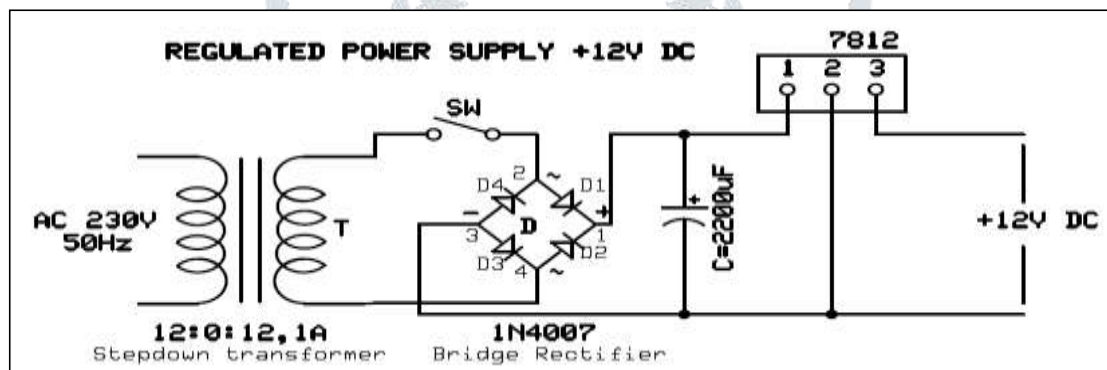 REGULATED POWER SUPPLY +12V DC
7812
1 2 3
SW
2 ~
D4 D1
- D +
3 1
D3 D2
4 ~
AC 230V
50Hz
T
+
C=2200uF
+12V DC
12:0:12,1A
Stepdown transformer
1N4007
Bridge Rectifier